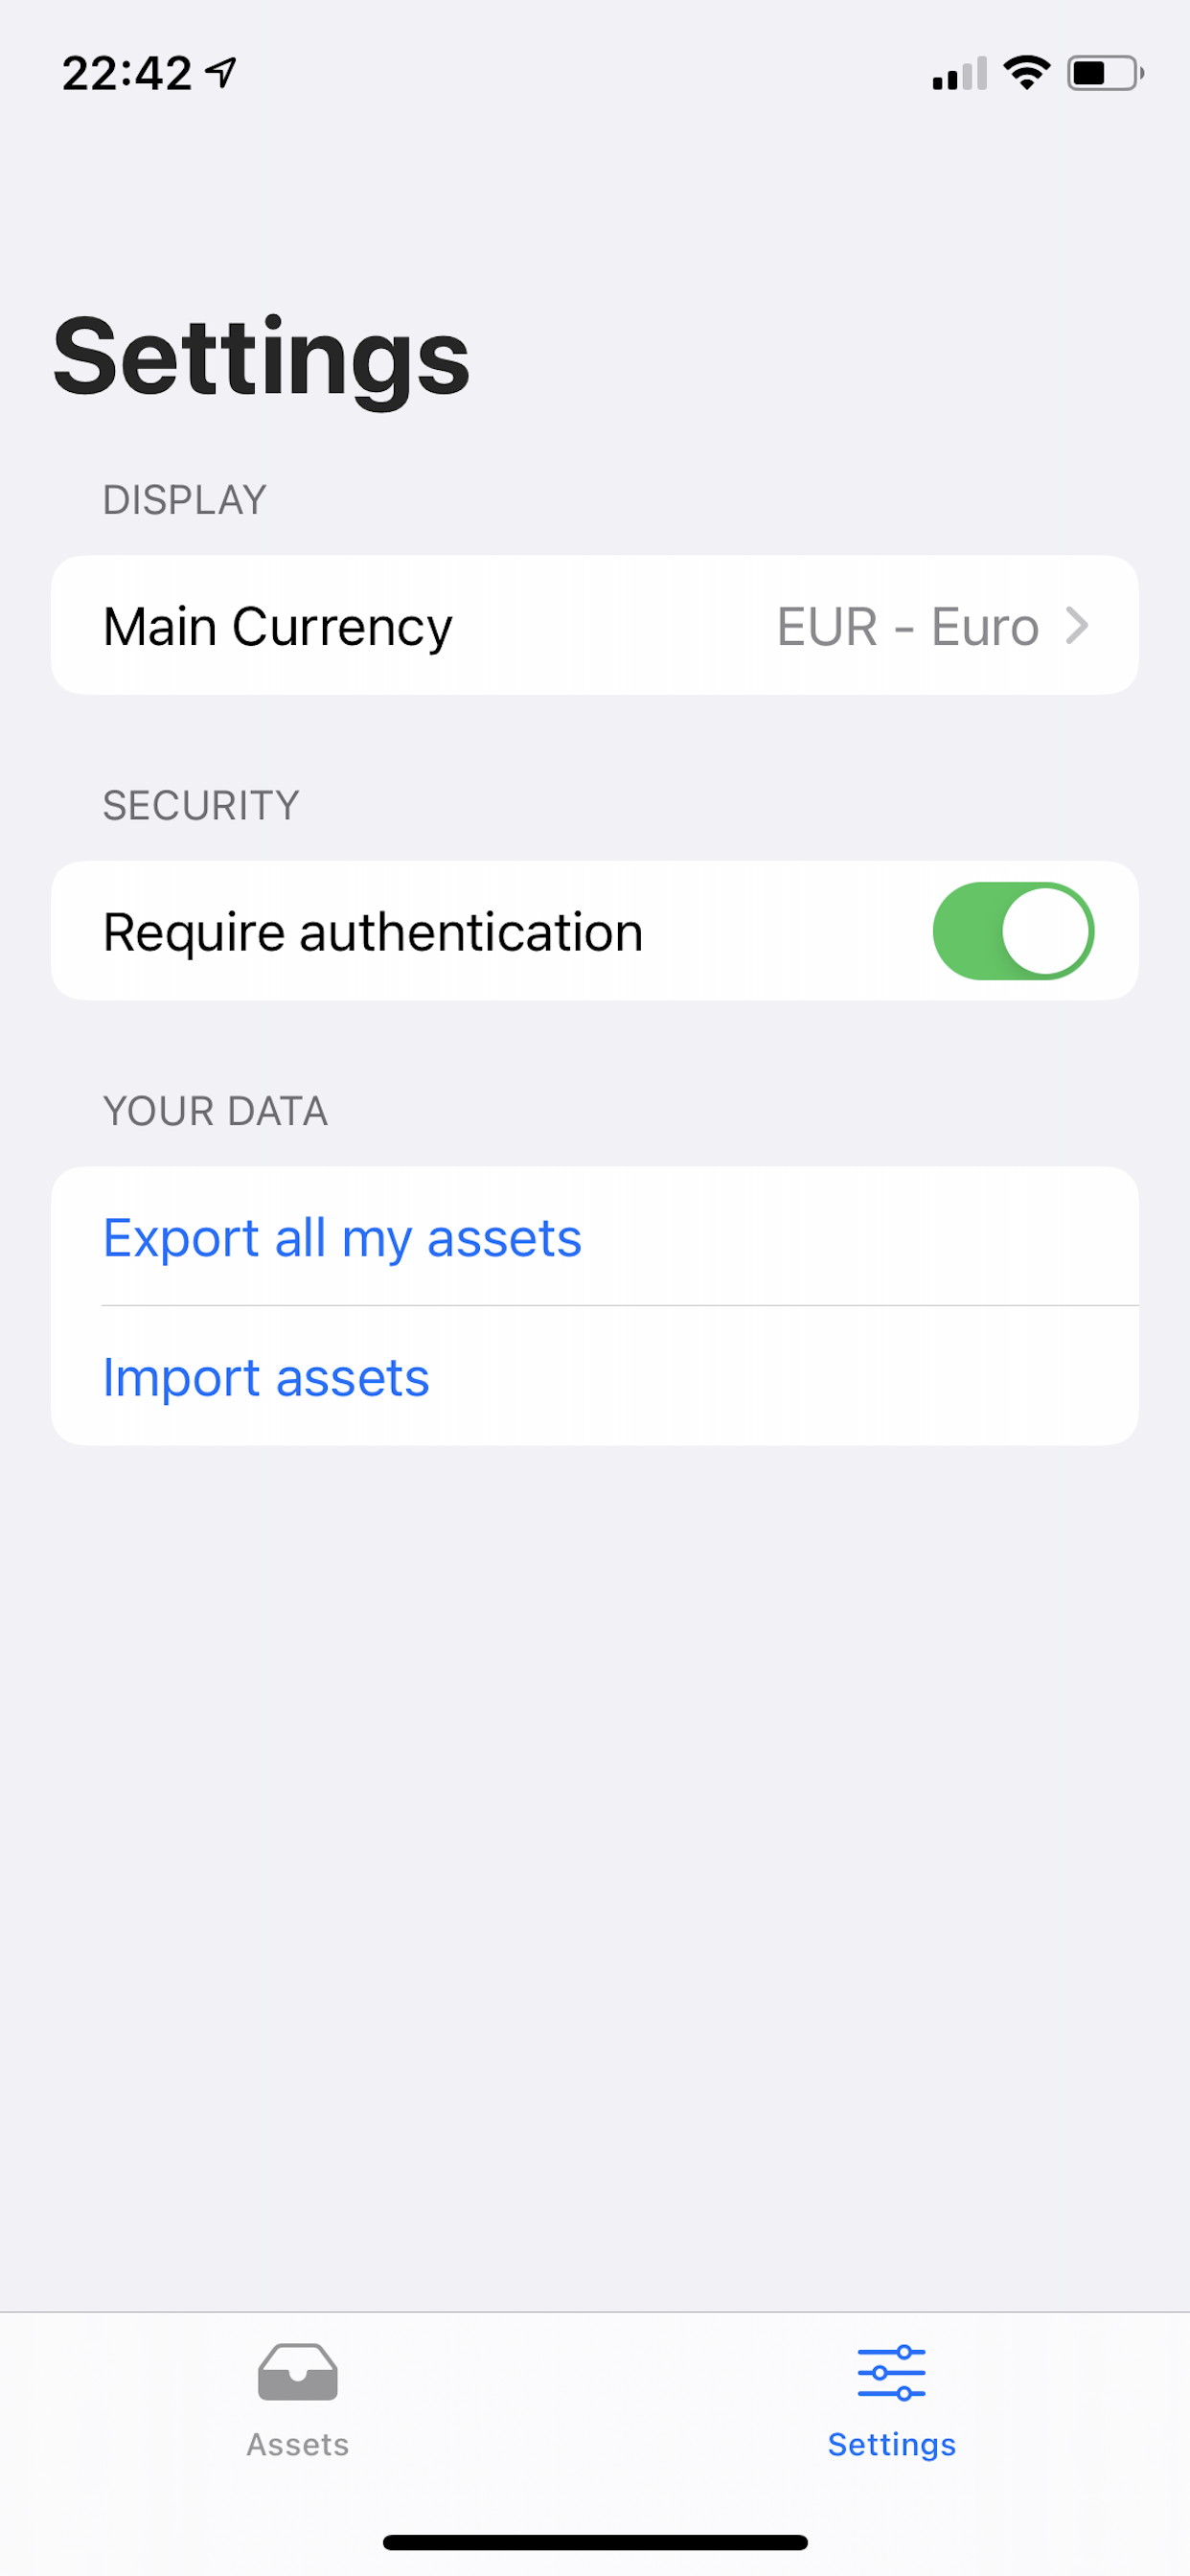 22:42
Settings
DISPLAY
Main Currency EUR - Euro
SECURITY
Require authentication
YOUR DATA
Export all my assets
Import assets
Assets Settings